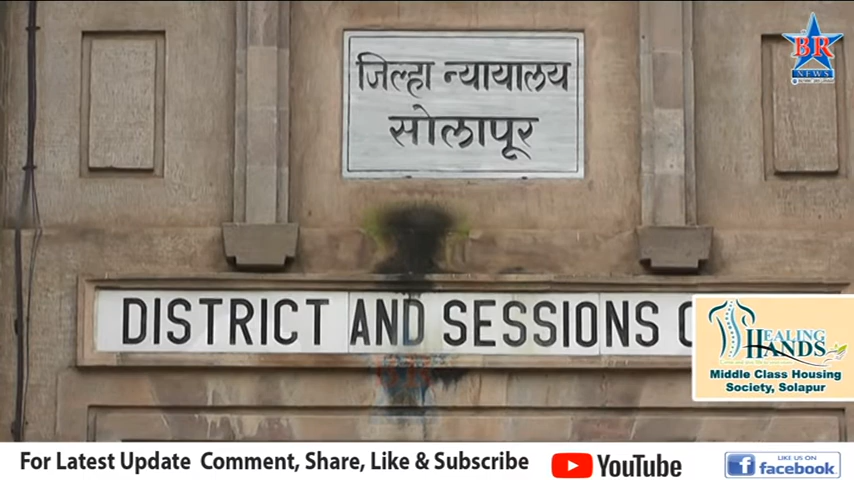 जिल्हा न्यायालय
सोलापूर
BR
NEWS
DISTRICT AND SESSIONS
HEALING
HANDS
Middle Class Housing
Society, Solapur
For Latest Update Comment, Share, Like & Subscribe
YouTube
LIKE US ON
facebook